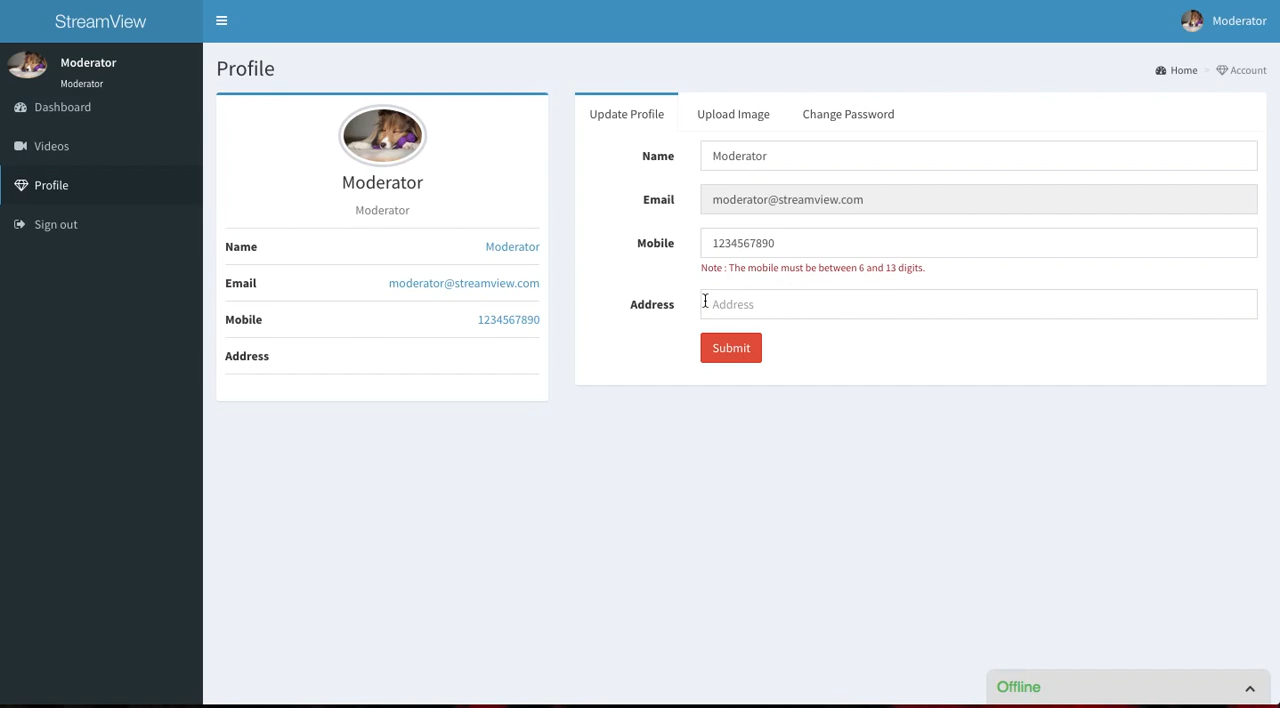 StreamView
Moderator
Moderator
Moderator
Dashboard
Videos
Profile
Sign out
Profile
Home > Account
Moderator
Moderator
Name Moderator
Email moderator@streamview.com
Mobile 1234567890
Address
Update Profile Upload Image Change Password
Name Moderator
Email moderator@streamview.com
Mobile 1234567890
Note : The mobile must be between 6 and 13 digits.
Address Address
Submit
Offline